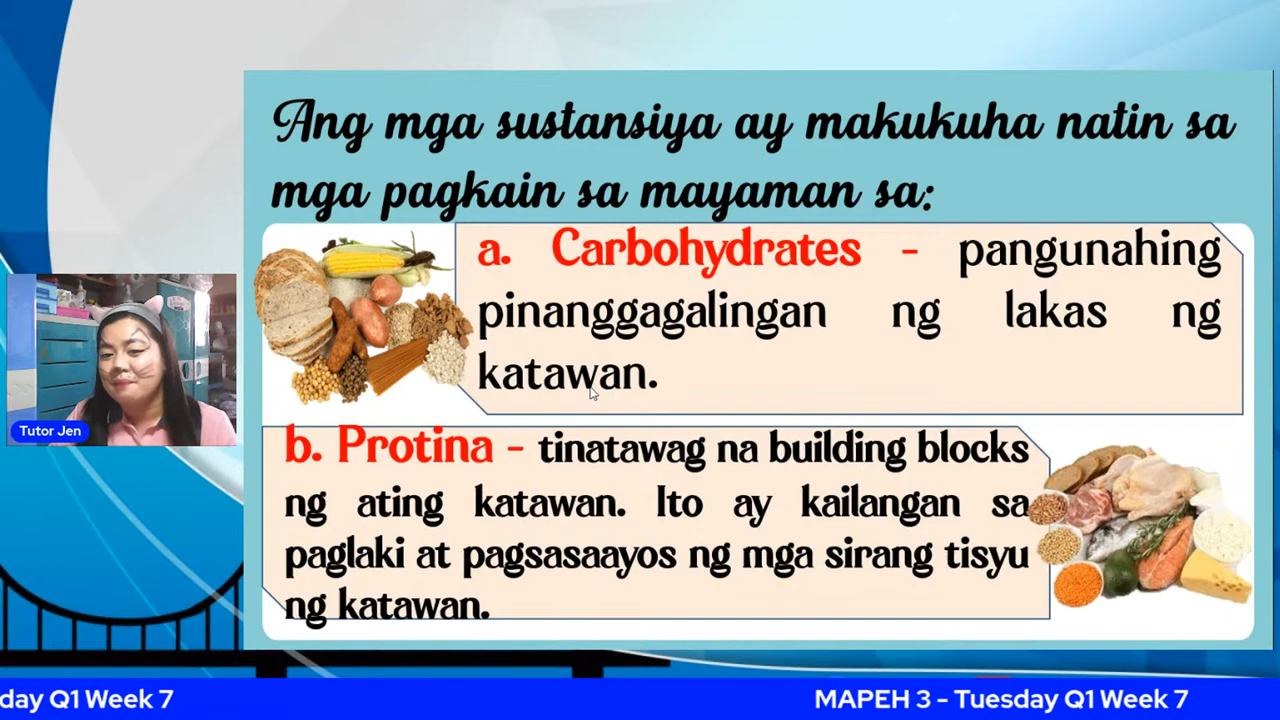 Ang mga sustansiya ay makukuha natin sa
mga pagkain sa mayaman sa:
a. Carbohydrates - pangunahing
pinanggagalingan ng lakas ng
katawan.
b. Protina - tinatawag na building blocks
ng ating katawan. Ito ay kailangan sa
paglaki at pagsasaayos ng mga sirang tisyu
ng katawan.
Tutor Jen
day Q1 Week 7
MAPEH 3 - Tuesday Q1 Week 7